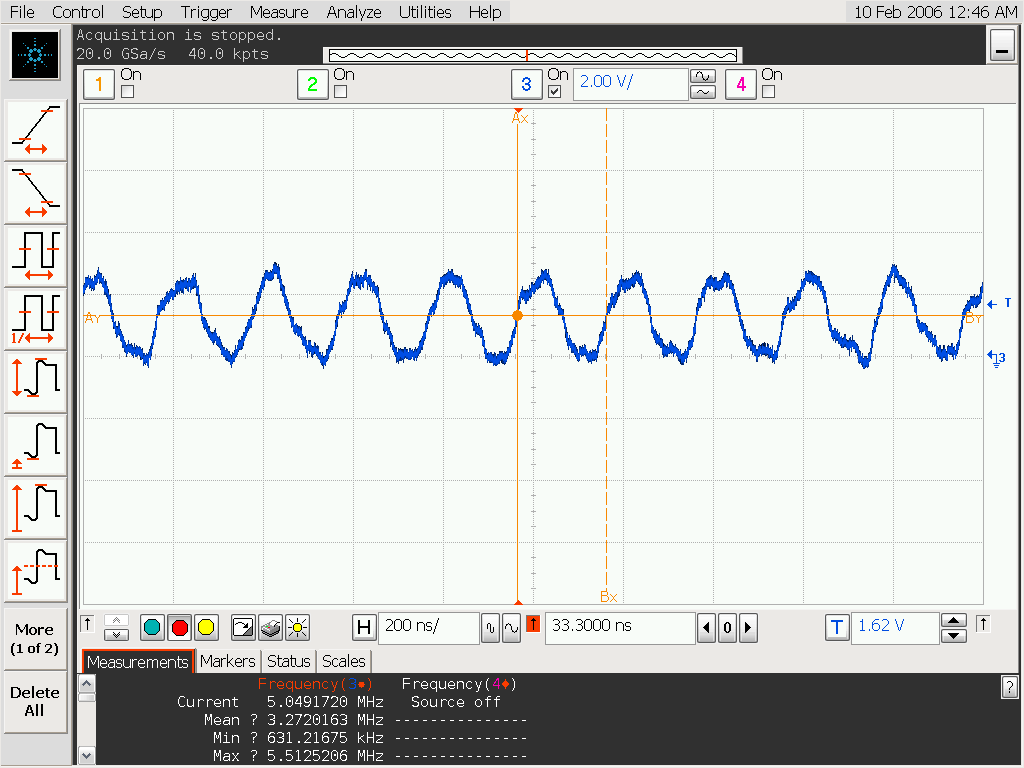 File Control Setup Trigger Measure Analyze Utilities Help 10 Feb 2006 12:46 AM
Acquisition is stopped.
20.0 GSa/s 40.0 kpts
1 On 2 On 3 On 2.00 V/ 4 On
Ax
T
AY BY
3
1/
Bx
More
(1 of 2)
Delete
All
H 200 ns/ 33.3000 ns 0 T 1.62 V
Measurements Markers Status Scales
Frequency(3) Frequency(4)
Current 5.0491720 MHz Source off
Mean ? 3.2720163 MHz ---------------
Min ? 631.21675 kHz ---------------
Max ? 5.5125206 MHz ---------------
?